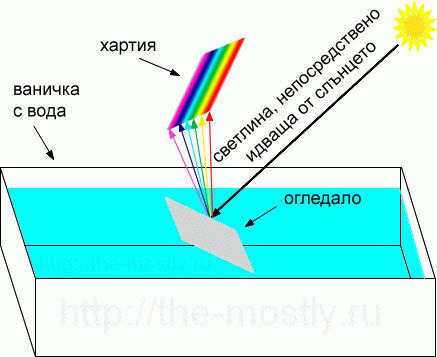 хартия
ваничка
с вода
светлина, непосредствено
идваща от слънцето
огледало
http://the-mostly.ru
http://the-mostly.ru